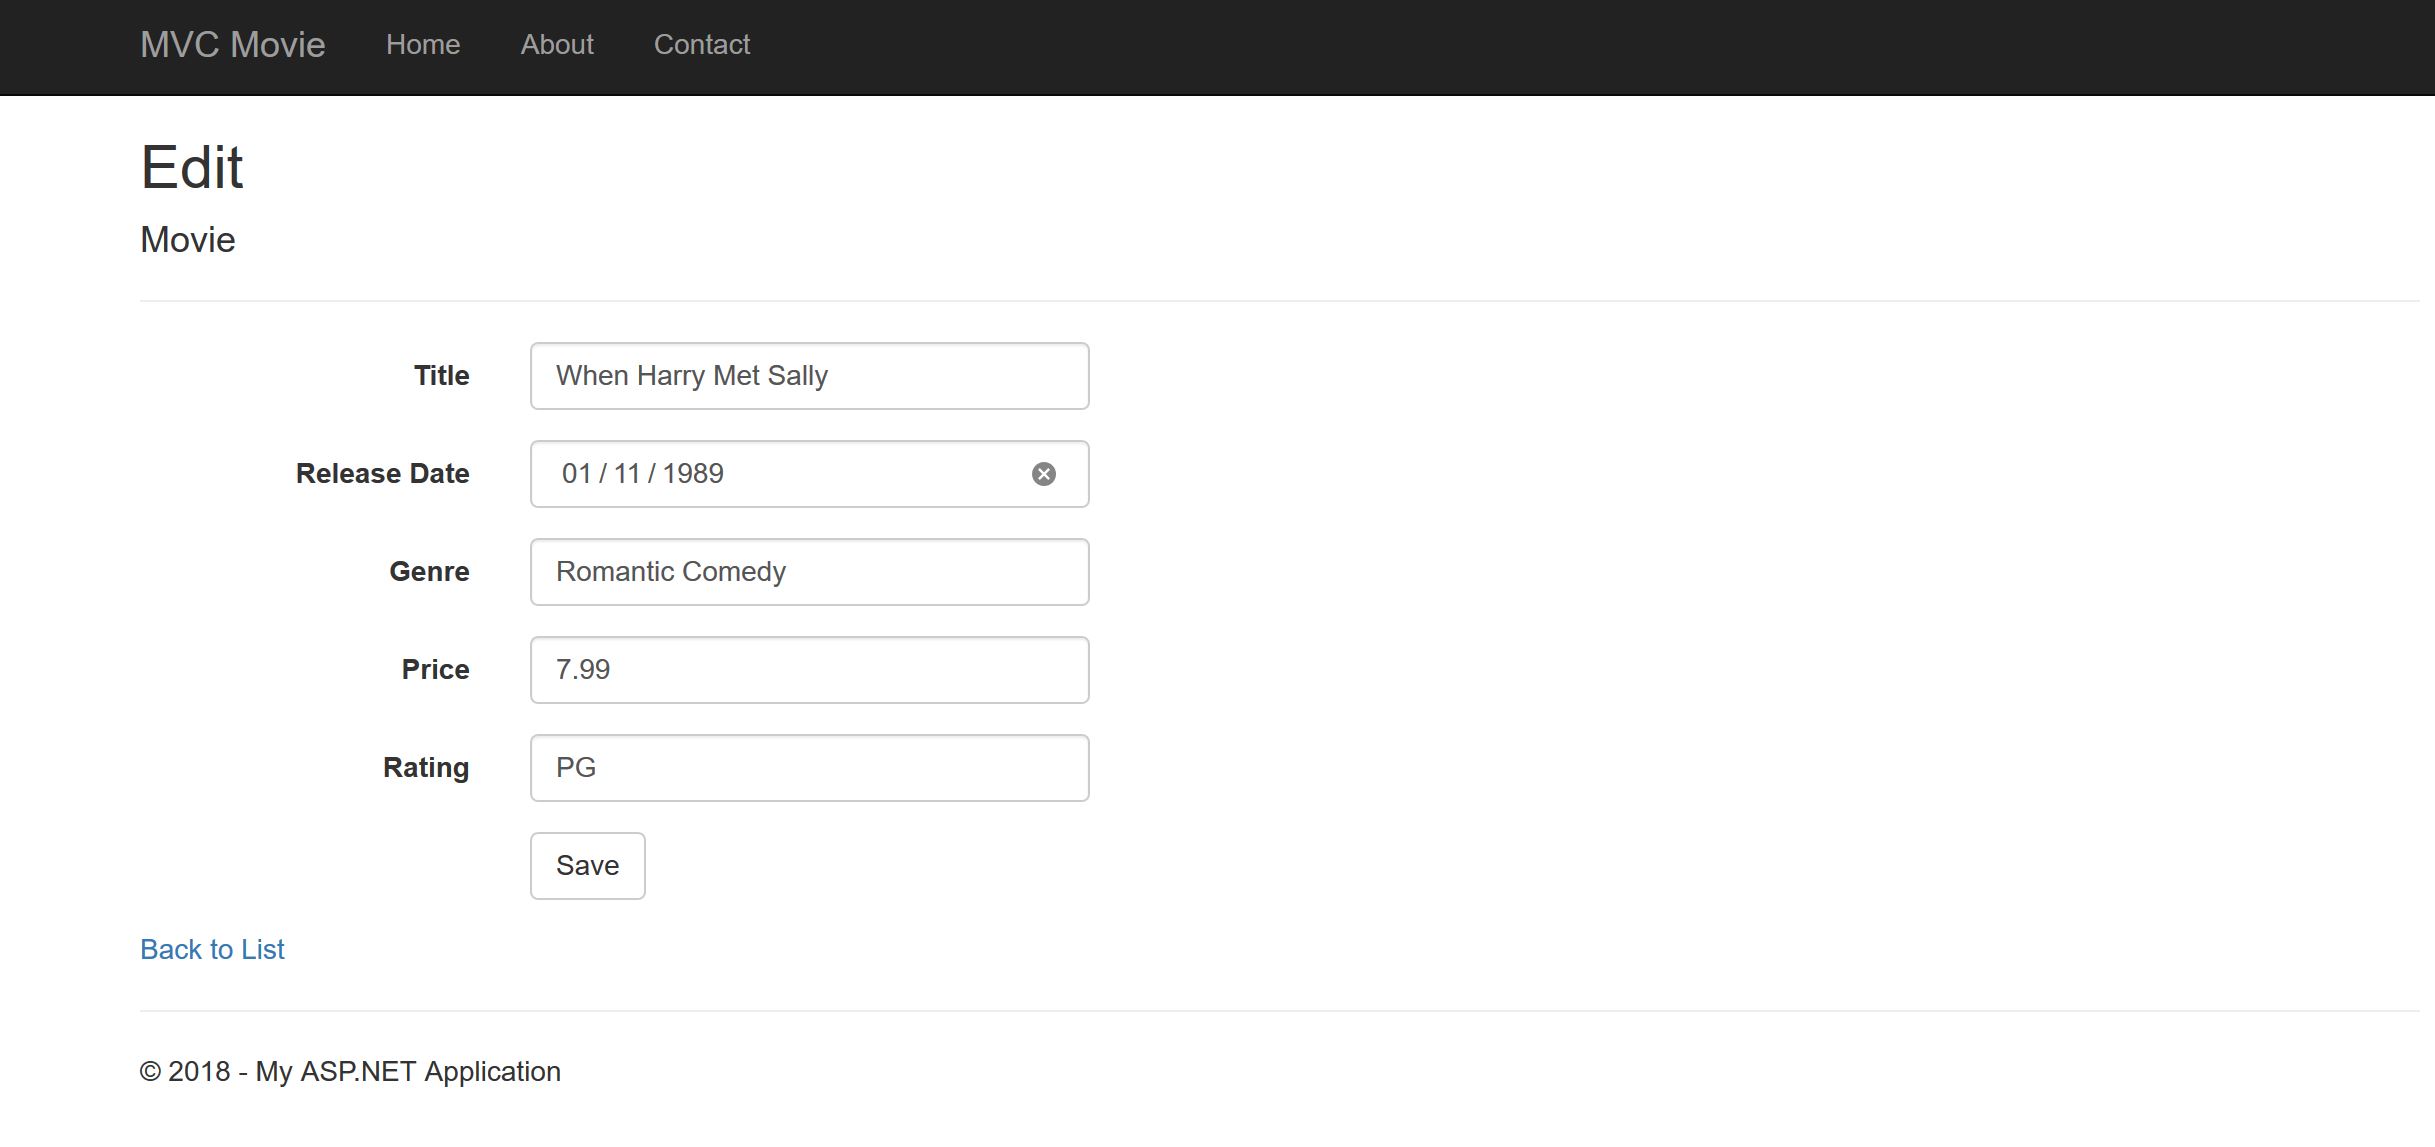 MVC Movie Home About Contact
Edit
Movie
Title When Harry Met Sally
Release Date 01 / 11 / 1989
Genre Romantic Comedy
Price 7.99
Rating PG
Save
Back to List
© 2018 - My ASP.NET Application